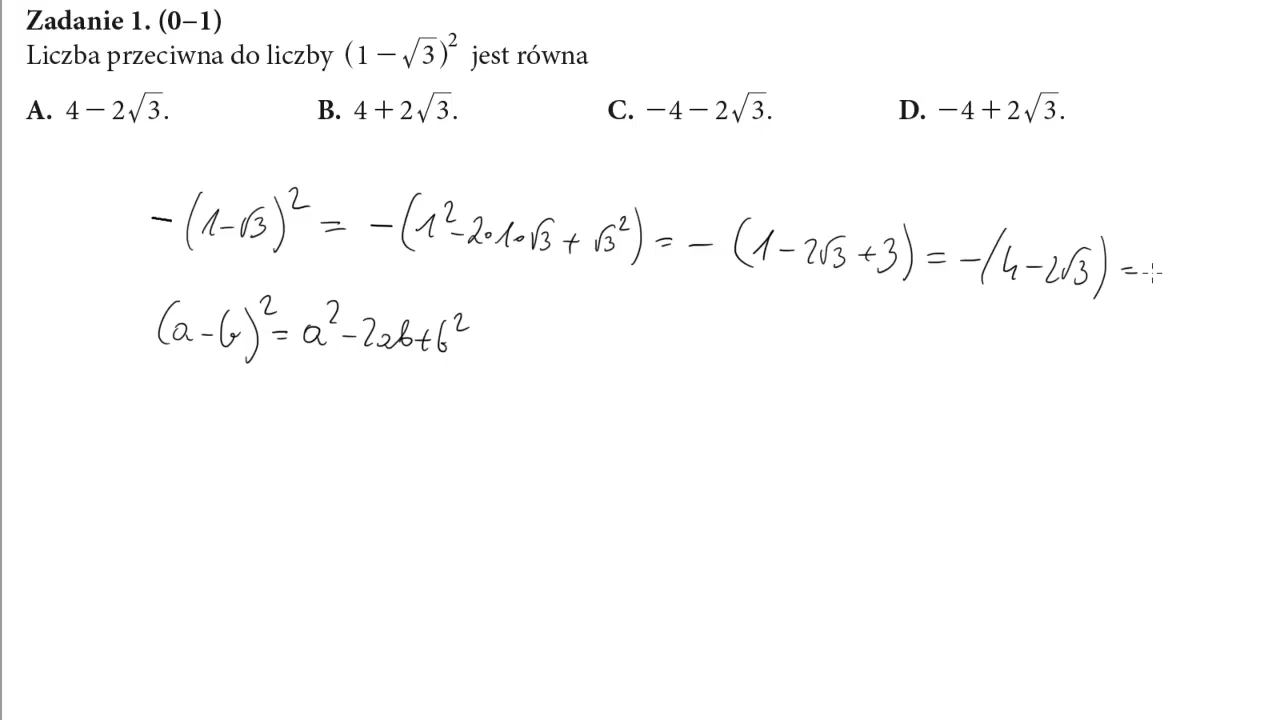 Zadanie 1. (0–1)
Liczba przeciwna do liczby (1 − √3)² jest równa
A. 4 − 2√3. B. 4 + 2√3. C. −4 − 2√3. D. −4 + 2√3.
−(1−√3)² = −(1² − 2·1·√3 + √3²) = −(1 − 2√3 + 3) = −(4 − 2√3) =
(a − b)² = a² − 2ab + b²